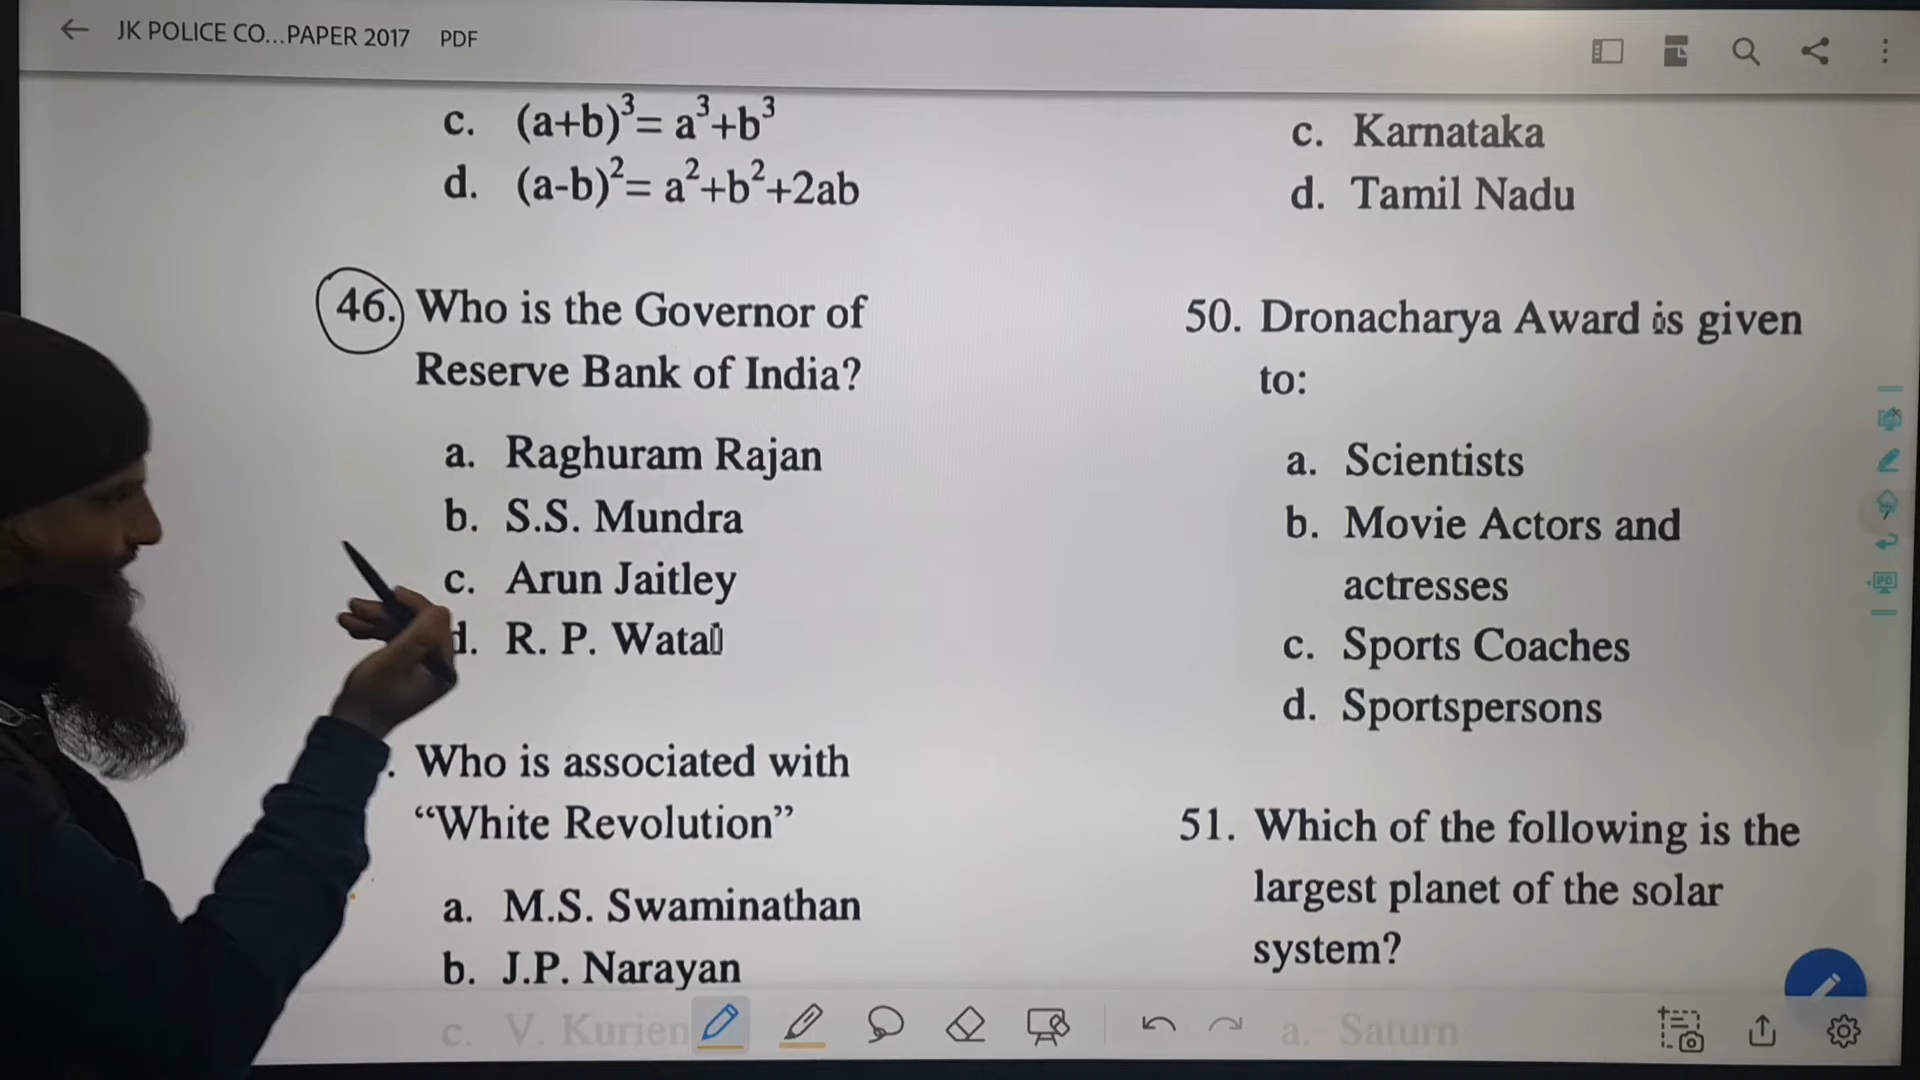 JK POLICE CO...PAPER 2017 PDF
c. (a+b)³= a³+b³
d. (a-b)²= a²+b²+2ab
46. Who is the Governor of
Reserve Bank of India?
a. Raghuram Rajan
b. S.S. Mundra
c. Arun Jaitley
d. R. P. Watal
. Who is associated with
“White Revolution”
a. M.S. Swaminathan
b. J.P. Narayan
c. V. Kurien
c. Karnataka
d. Tamil Nadu
50. Dronacharya Award is given
to:
a. Scientists
b. Movie Actors and
actresses
c. Sports Coaches
d. Sportspersons
51. Which of the following is the
largest planet of the solar
system?
a. Saturn